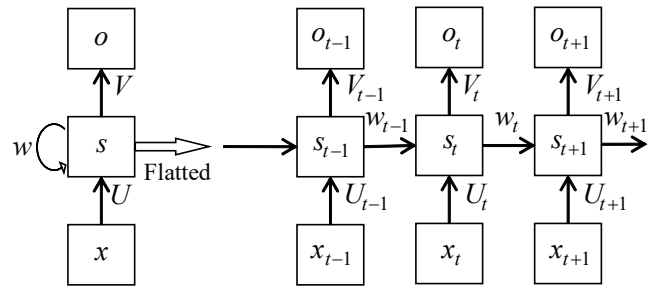 o o_{t-1} o_t o_{t+1}
V V_{t-1} V_t V_{t+1}
w_{t-1} w_t w_{t+1}
w s s_{t-1} s_t s_{t+1}
Flatted
U U_{t-1} U_t U_{t+1}
x x_{t-1} x_t x_{t+1}